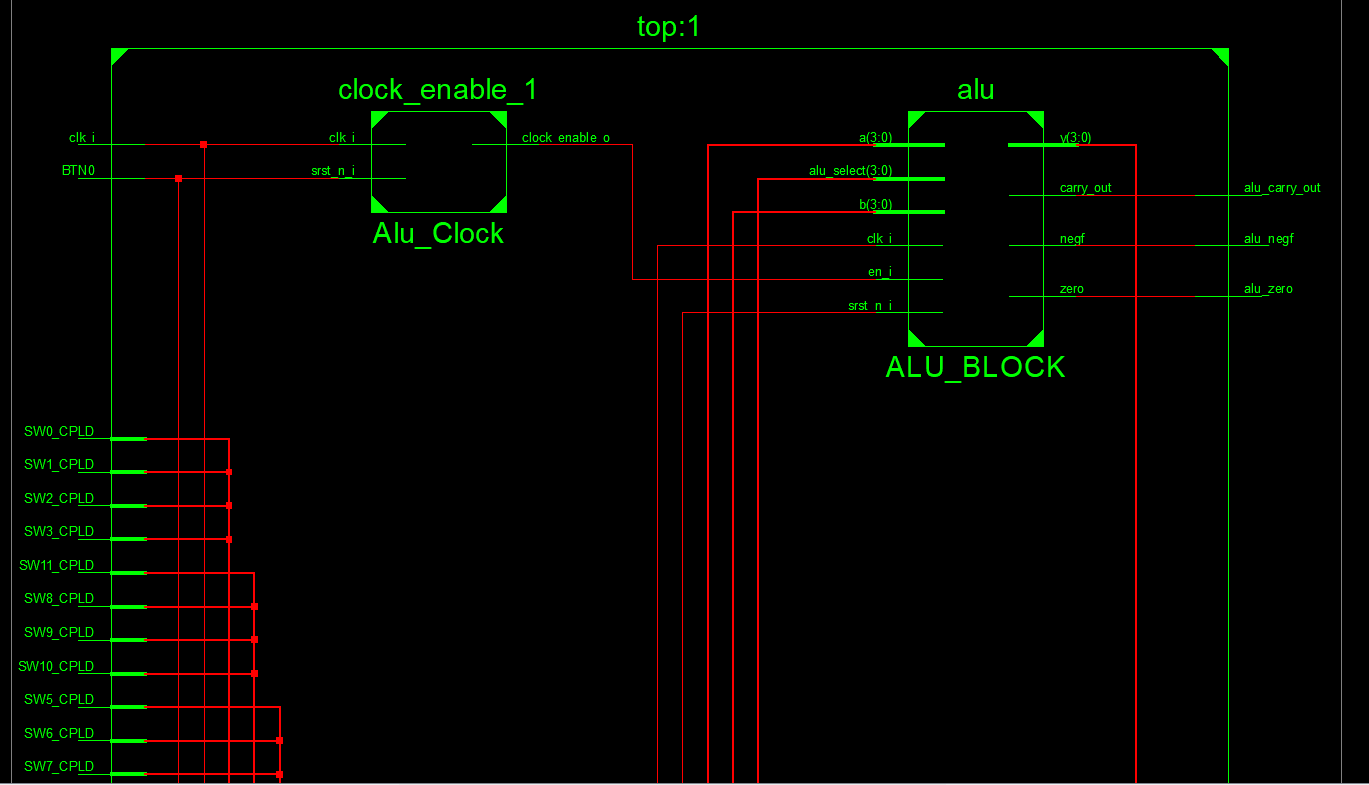 top:1
clock_enable_1
alu
clk_i
BTN0
clk_i
srst_n_i
clock_enable_o
Alu_Clock
a(3:0)
alu_select(3:0)
b(3:0)
clk_i
en_i
srst_n_i
y(3:0)
carry_out
negf
zero
alu_carry_out
alu_negf
alu_zero
ALU_BLOCK
SW0_CPLD
SW1_CPLD
SW2_CPLD
SW3_CPLD
SW11_CPLD
SW8_CPLD
SW9_CPLD
SW10_CPLD
SW5_CPLD
SW6_CPLD
SW7_CPLD